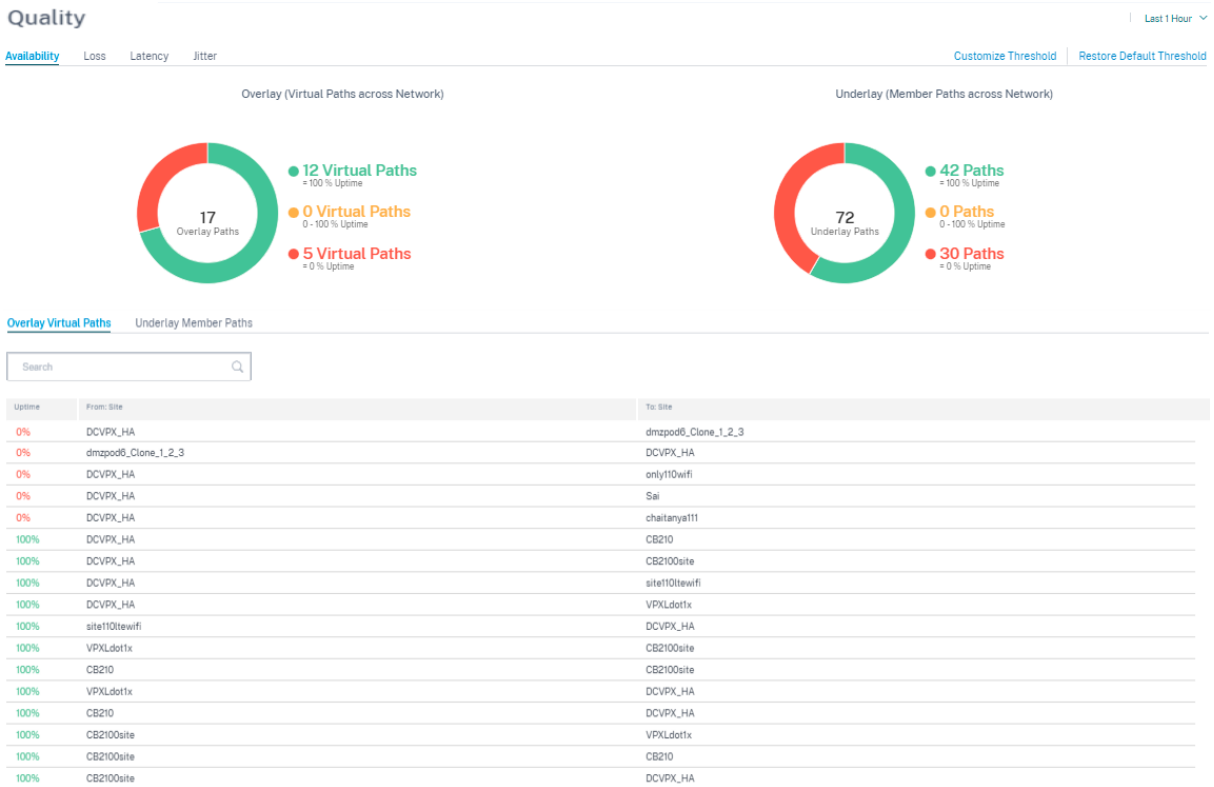 Quality
Last 1 Hour
Availability Loss Latency Jitter Customize Threshold Restore Default Threshold
Overlay (Virtual Paths across Network)
17
Overlay Paths
12 Virtual Paths
= 100 % Uptime
0 Virtual Paths
0 - 100 % Uptime
5 Virtual Paths
= 0 % Uptime
Underlay (Member Paths across Network)
72
Underlay Paths
42 Paths
= 100 % Uptime
0 Paths
0 - 100 % Uptime
30 Paths
= 0 % Uptime
Overlay Virtual Paths Underlay Member Paths
Search
Uptime From: Site To: Site
0% DCVPX_HA dmzpod6_Clone_1_2_3
0% dmzpod6_Clone_1_2_3 DCVPX_HA
0% DCVPX_HA only110wifi
0% DCVPX_HA Sai
0% DCVPX_HA chaitanya111
100% DCVPX_HA CB210
100% DCVPX_HA CB2100site
100% DCVPX_HA site110ltewifi
100% DCVPX_HA VPXLdot1x
100% site110ltewifi DCVPX_HA
100% VPXLdot1x CB2100site
100% CB210 CB2100site
100% VPXLdot1x DCVPX_HA
100% CB210 DCVPX_HA
100% CB2100site VPXLdot1x
100% CB2100site CB210
100% CB2100site DCVPX_HA